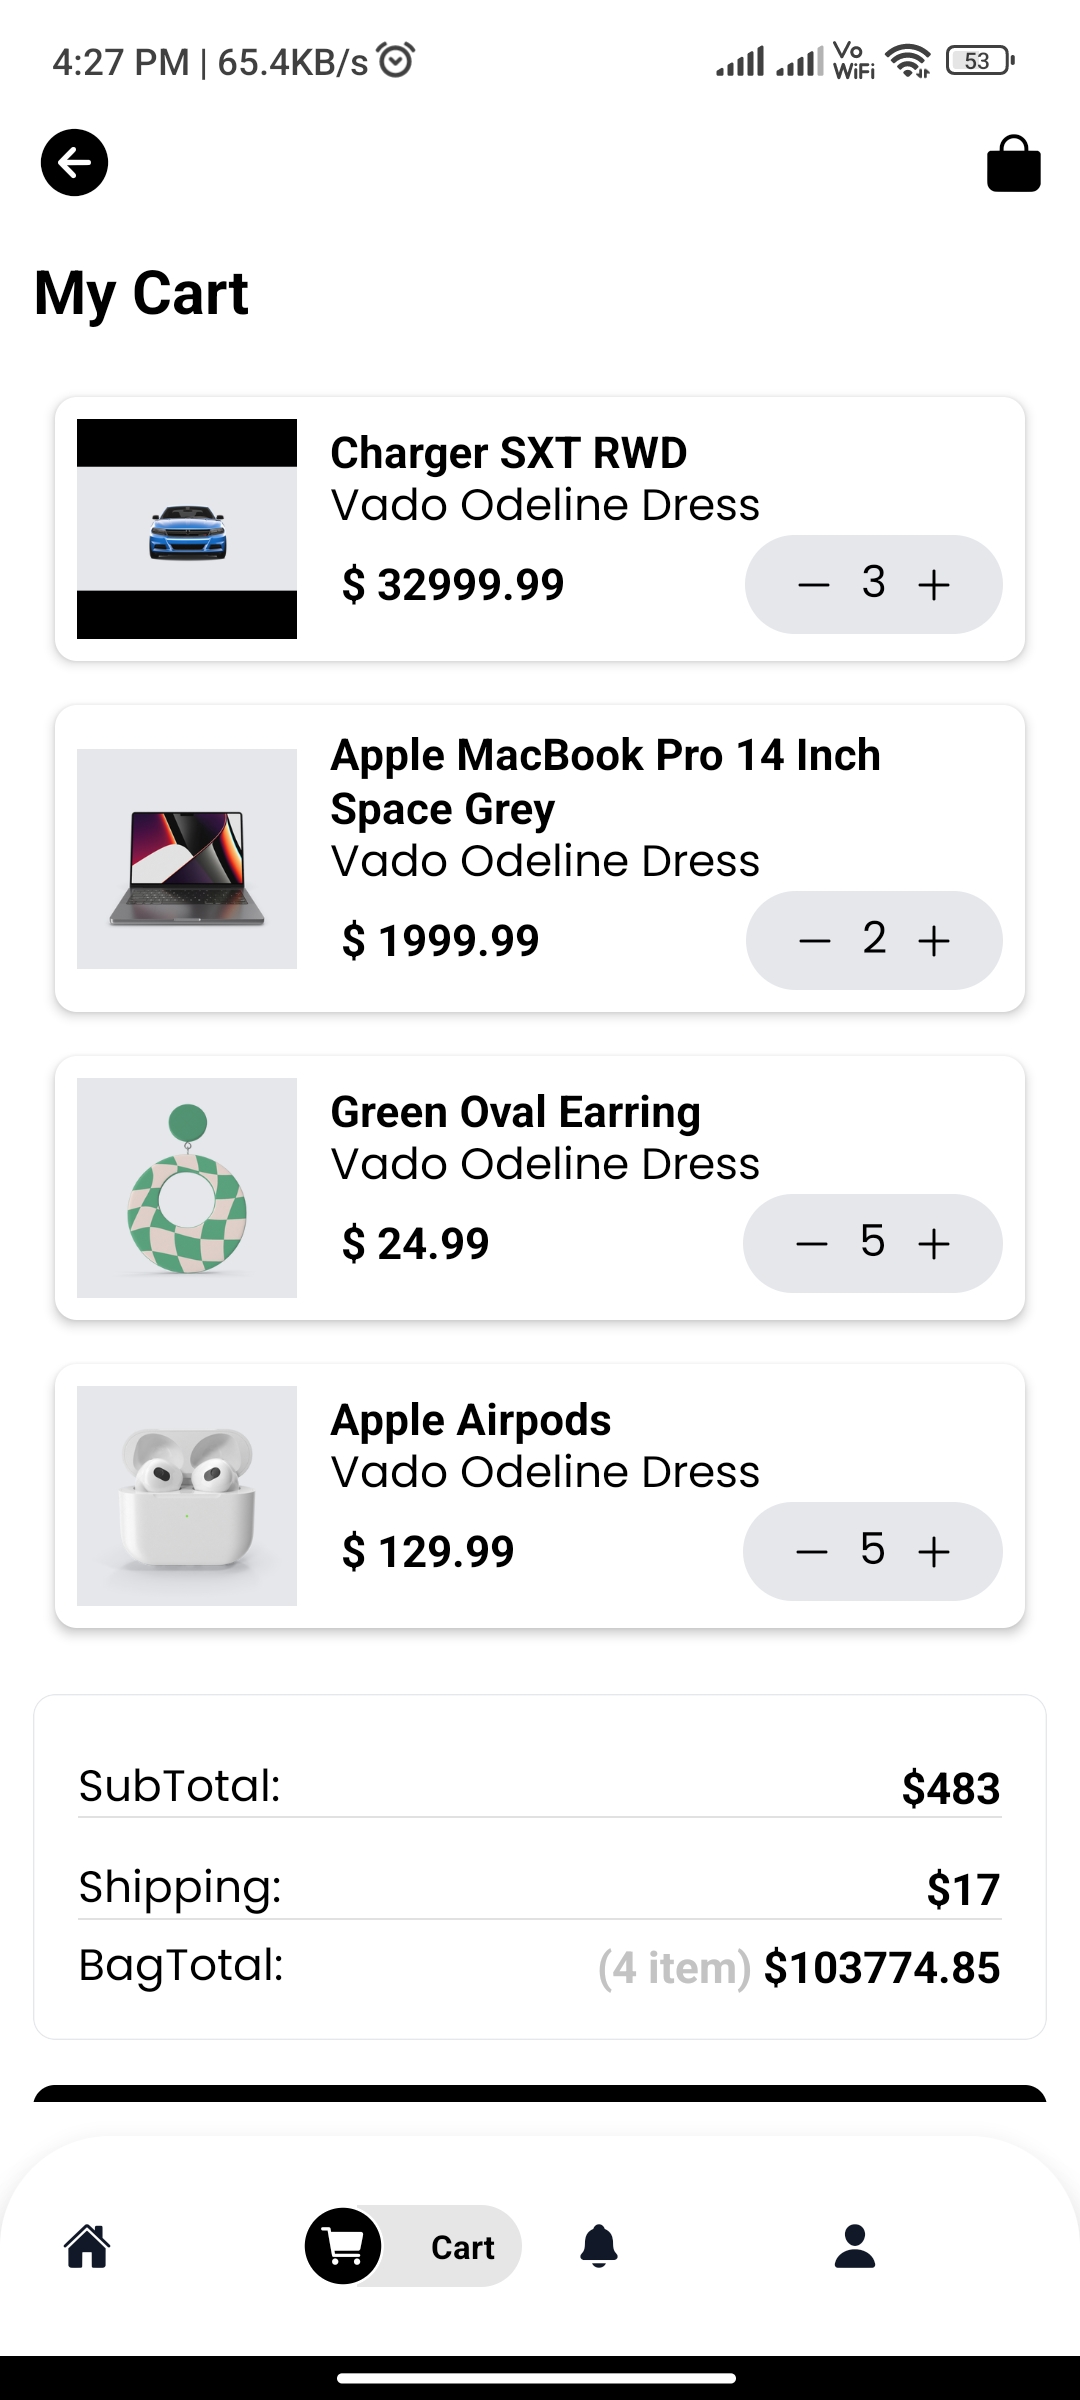 4:27 PM | 65.4KB/s
Vo
WiFi
53
My Cart
Charger SXT RWD
Vado Odeline Dress
$ 32999.99
— 3 +
Apple MacBook Pro 14 Inch
Space Grey
Vado Odeline Dress
$ 1999.99
— 2 +
Green Oval Earring
Vado Odeline Dress
$ 24.99
— 5 +
Apple Airpods
Vado Odeline Dress
$ 129.99
— 5 +
SubTotal: $483
Shipping: $17
BagTotal: (4 item) $103774.85
Cart